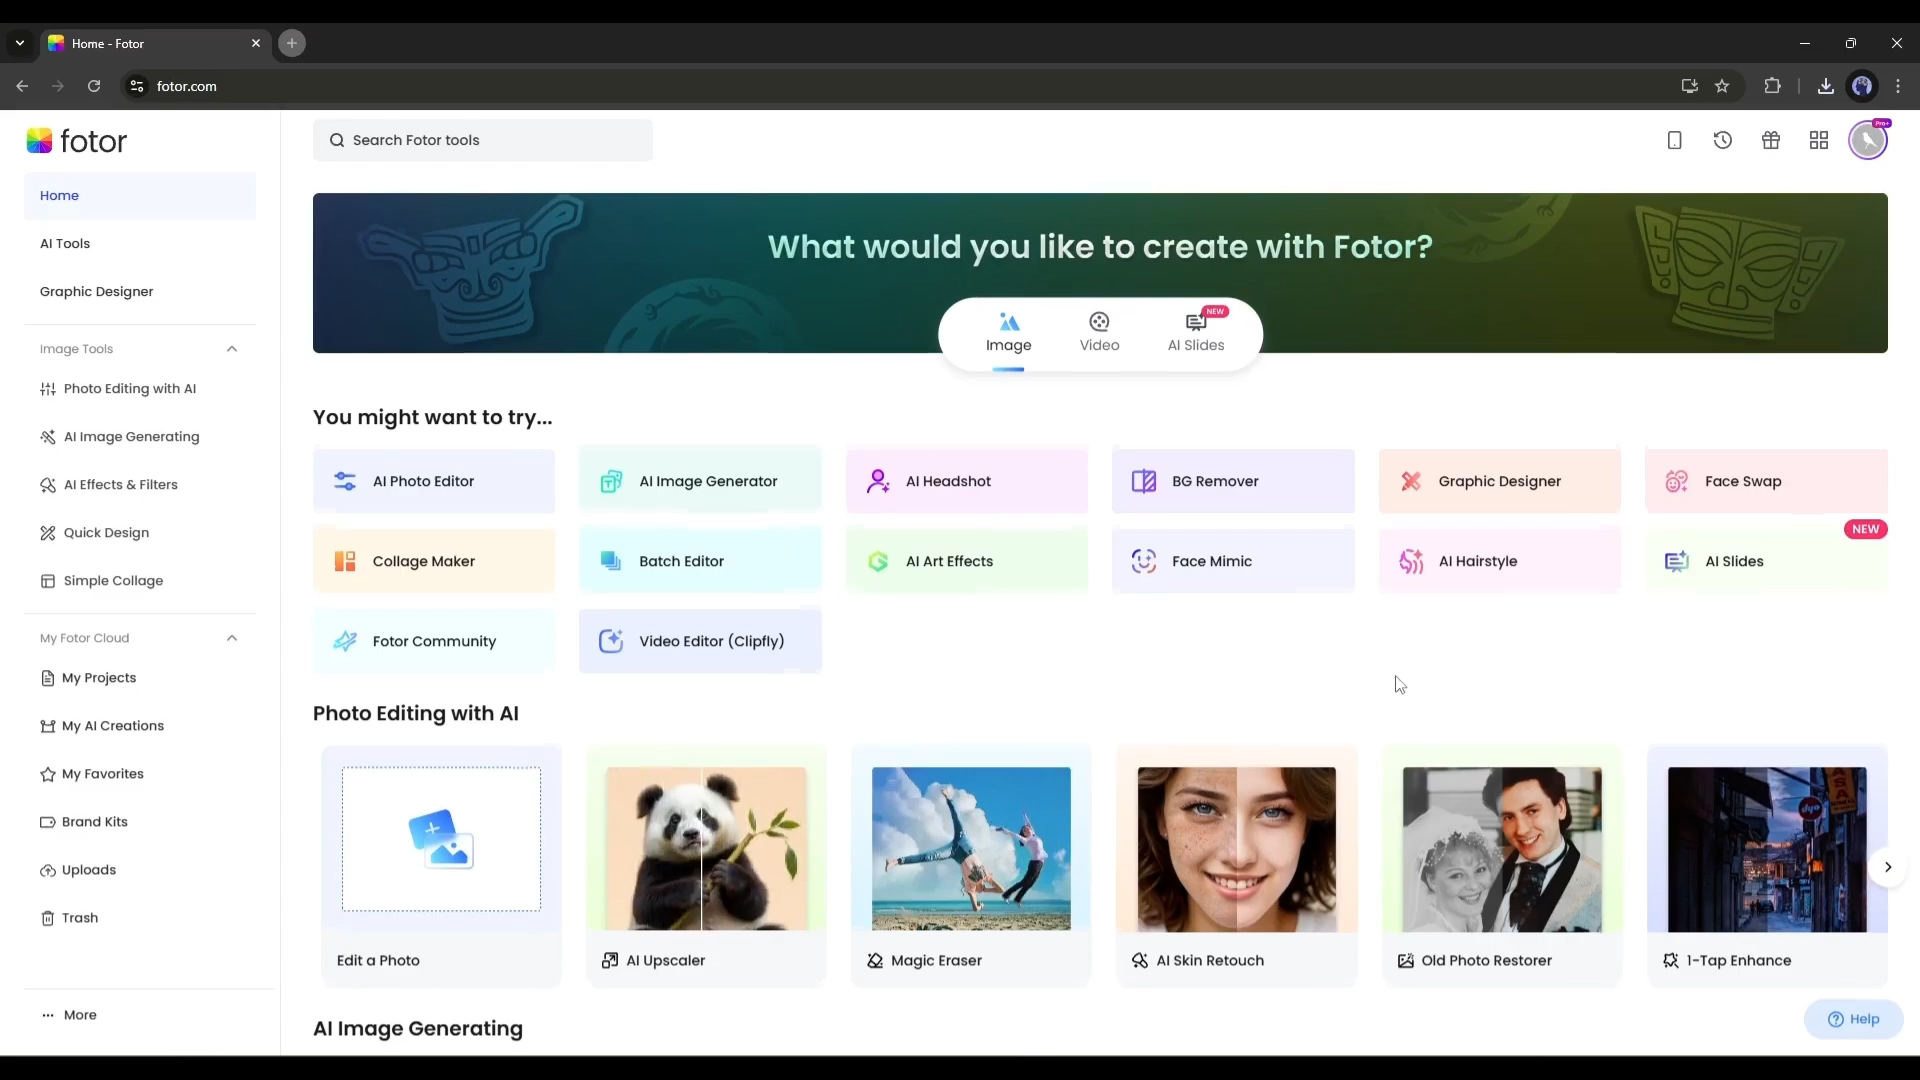 Home - Fotor
fotor.com
fotor
Search Fotor tools
Pro+
Home
AI Tools
Graphic Designer
Image Tools
Photo Editing with AI
AI Image Generating
AI Effects & Filters
Quick Design
Simple Collage
My Fotor Cloud
My Projects
My AI Creations
My Favorites
Brand Kits
Uploads
Trash
More
What would you like to create with Fotor?
NEW
Image
Video
AI Slides
You might want to try...
AI Photo Editor
AI Image Generator
AI Headshot
BG Remover
Graphic Designer
Face Swap
NEW
Collage Maker
Batch Editor
AI Art Effects
Face Mimic
AI Hairstyle
AI Slides
Fotor Community
Video Editor (Clipfly)
Photo Editing with AI
Edit a Photo
AI Upscaler
Magic Eraser
AI Skin Retouch
Old Photo Restorer
1-Tap Enhance
AI Image Generating
Help